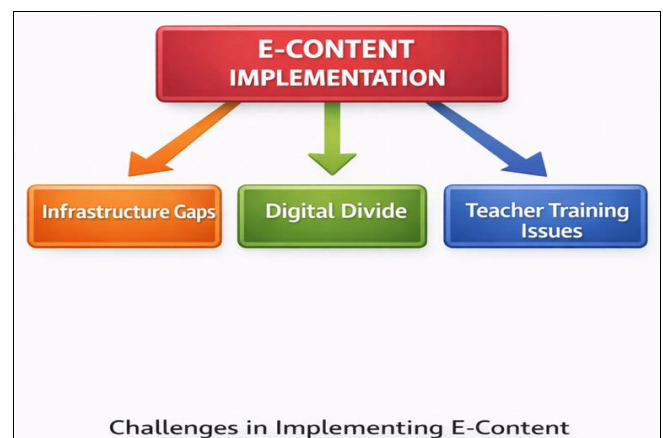 E-CONTENT
IMPLEMENTATION
Infrastructure Gaps
Digital Divide
Teacher Training
Issues
Challenges in Implementing E-Content